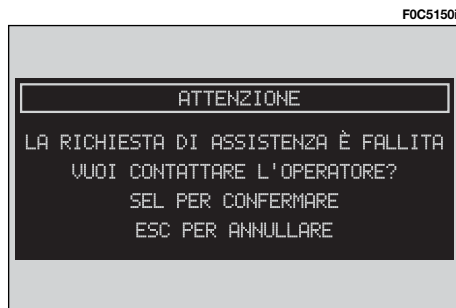 F0C5150i
ATTENZIONE
LA RICHIESTA DI ASSISTENZA È FALLITA
VUOI CONTATTARE L'OPERATORE?
SEL PER CONFERMARE
ESC PER ANNULLARE